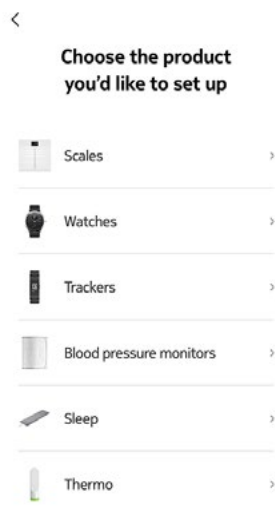 Choose the product
you'd like to set up
Scales
Watches
Trackers
Blood pressure monitors
Sleep
Thermo